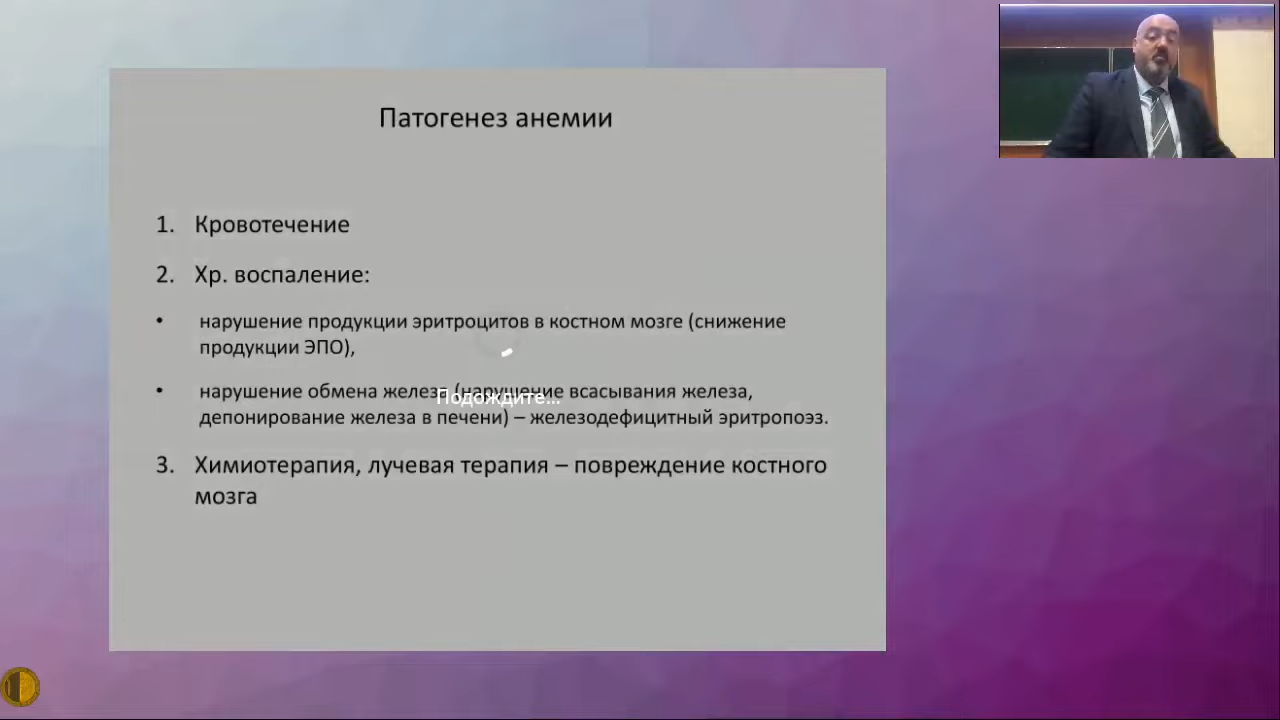 Патогенез анемии
1. Кровотечение
2. Хр. воспаление:
• нарушение продукции эритроцитов в костном мозге (снижение
продукции ЭПО),
• нарушение обмена железа (нарушение всасывания железа,
Подождите...
депонирование железа в печени) – железодефицитный эритропоэз.
3. Химиотерапия, лучевая терапия – повреждение костного
мозга